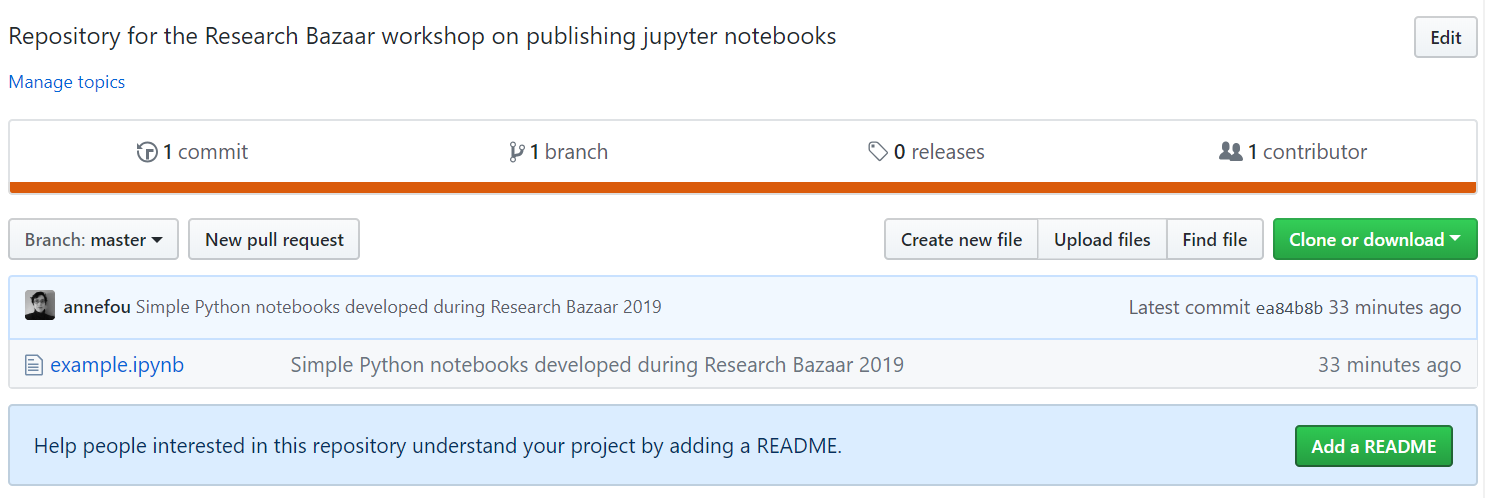 Repository for the Research Bazaar workshop on publishing jupyter notebooks
Edit
Manage topics
1 commit
1 branch
0 releases
1 contributor
Branch: master
New pull request
Create new file
Upload files
Find file
Clone or download
annefou Simple Python notebooks developed during Research Bazaar 2019
Latest commit ea84b8b 33 minutes ago
example.ipynb
Simple Python notebooks developed during Research Bazaar 2019
33 minutes ago
Help people interested in this repository understand your project by adding a README.
Add a README